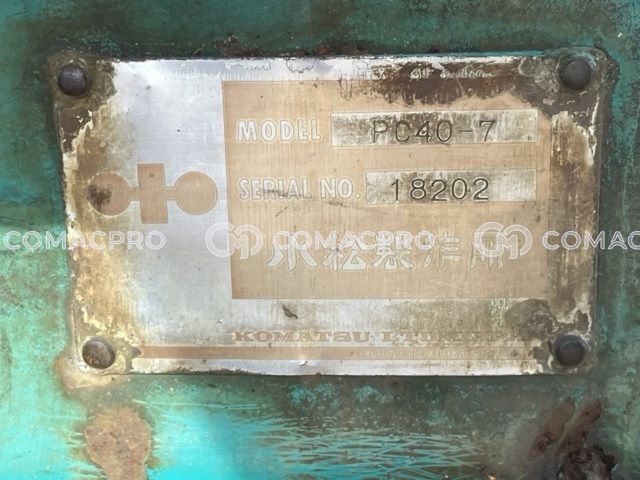 MODEL PC40-7
SERIAL NO. 18202
COMACPRO COMACPRO COMACPRO
小松製作所
KOMATSU